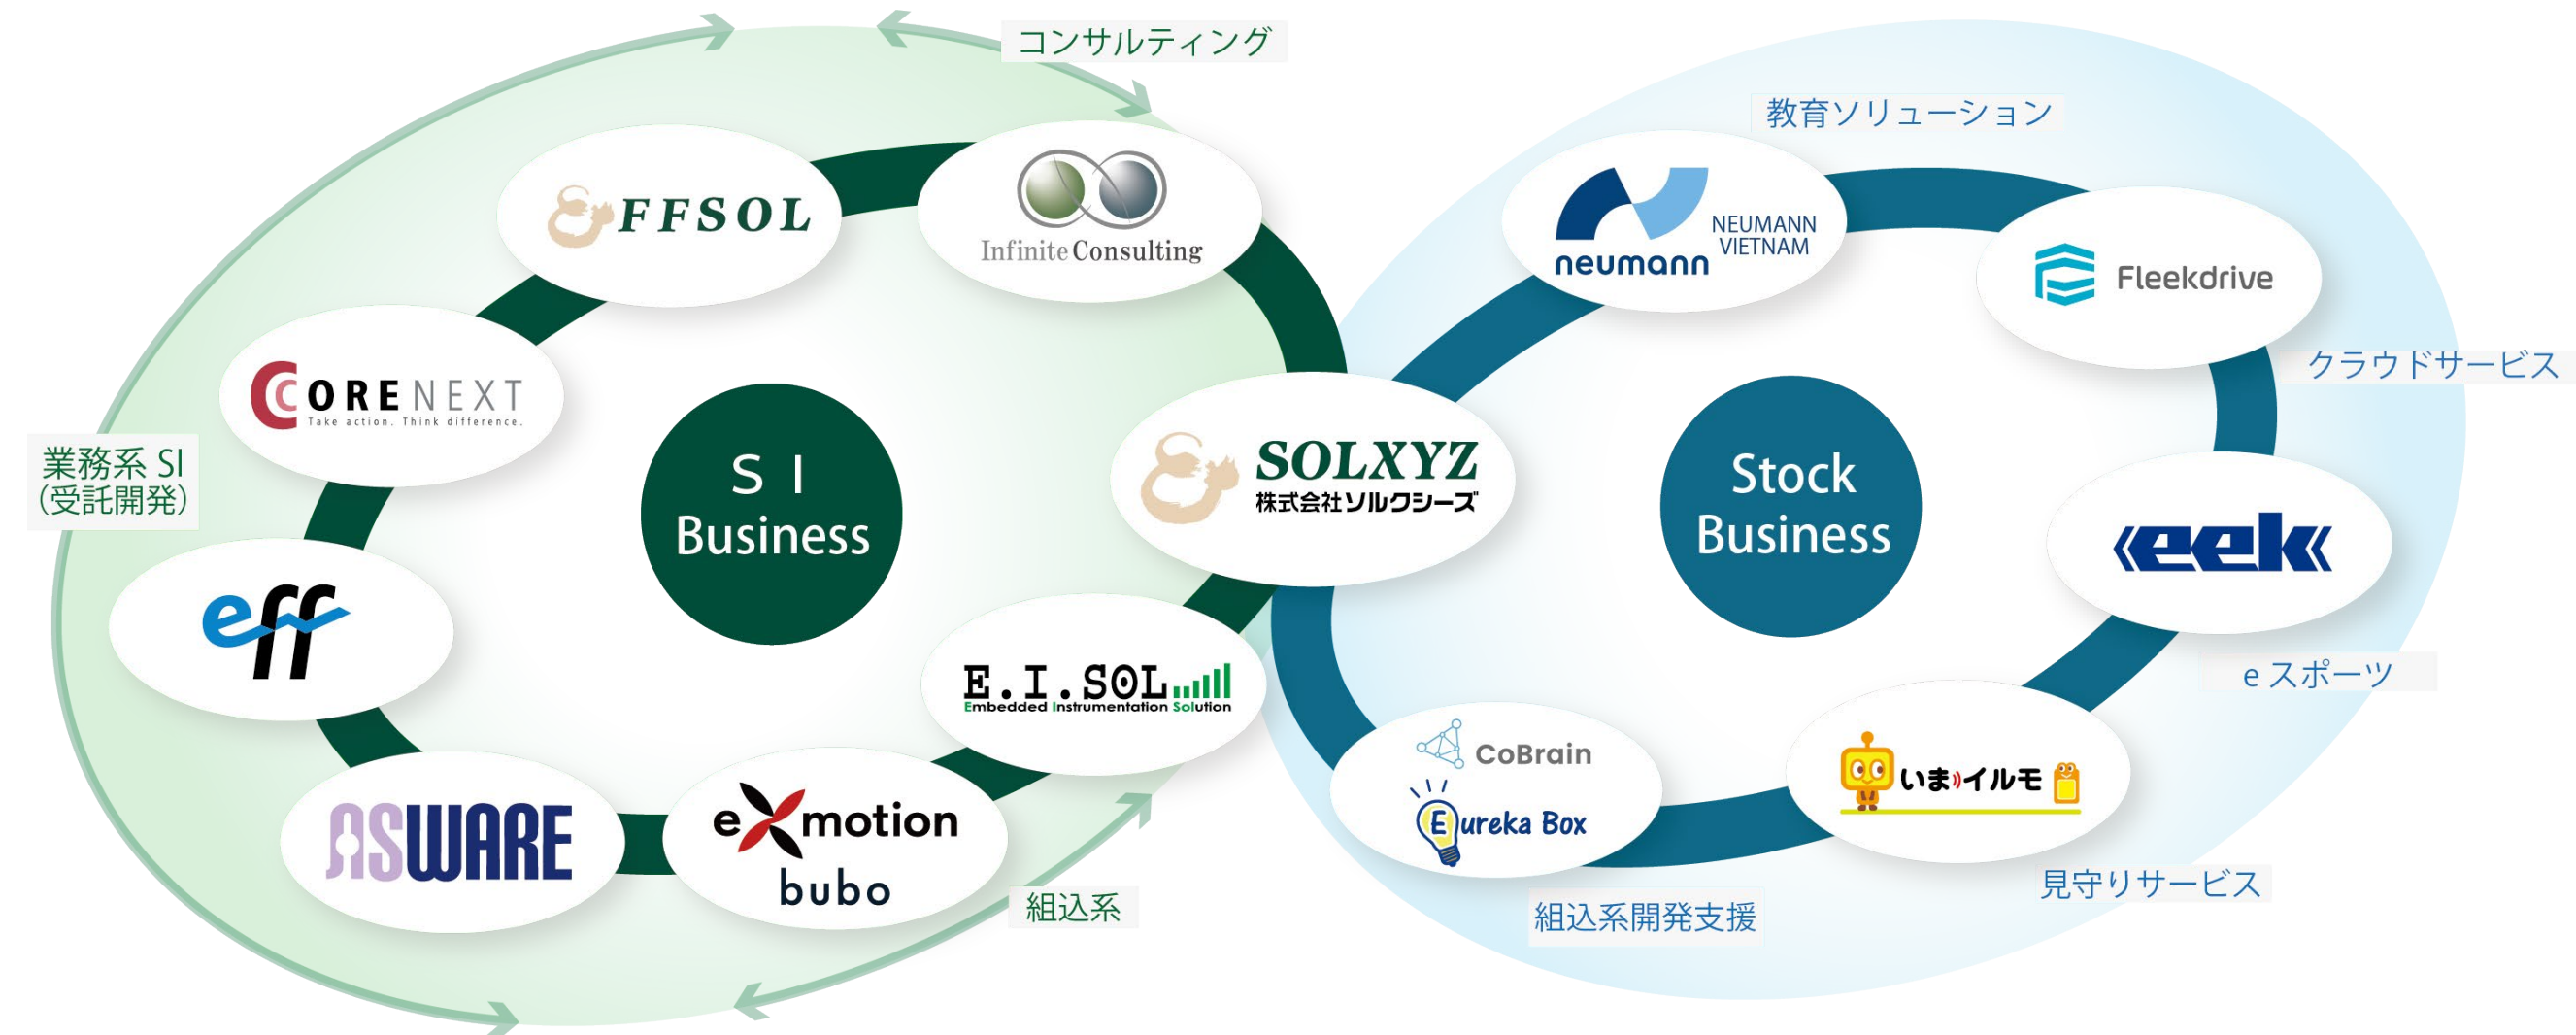 コンサルティング
教育ソリューション
FFSOL
Infinite Consulting
neumann
NEUMANN
VIETNAM
Fleekdrive
クラウドサービス
CORE NEXT
Take action. Think difference.
業務系 SI
（受託開発）
S I
Business
SOLXYZ
株式会社ソルクシーズ
Stock
Business
eek
eff
E.I.SOL
Embedded Instrumentation Solution
e スポーツ
CoBrain
Eureka Box
いまイルモ
ASWARE
eXmotion
bubo
組込系
組込系開発支援
見守りサービス